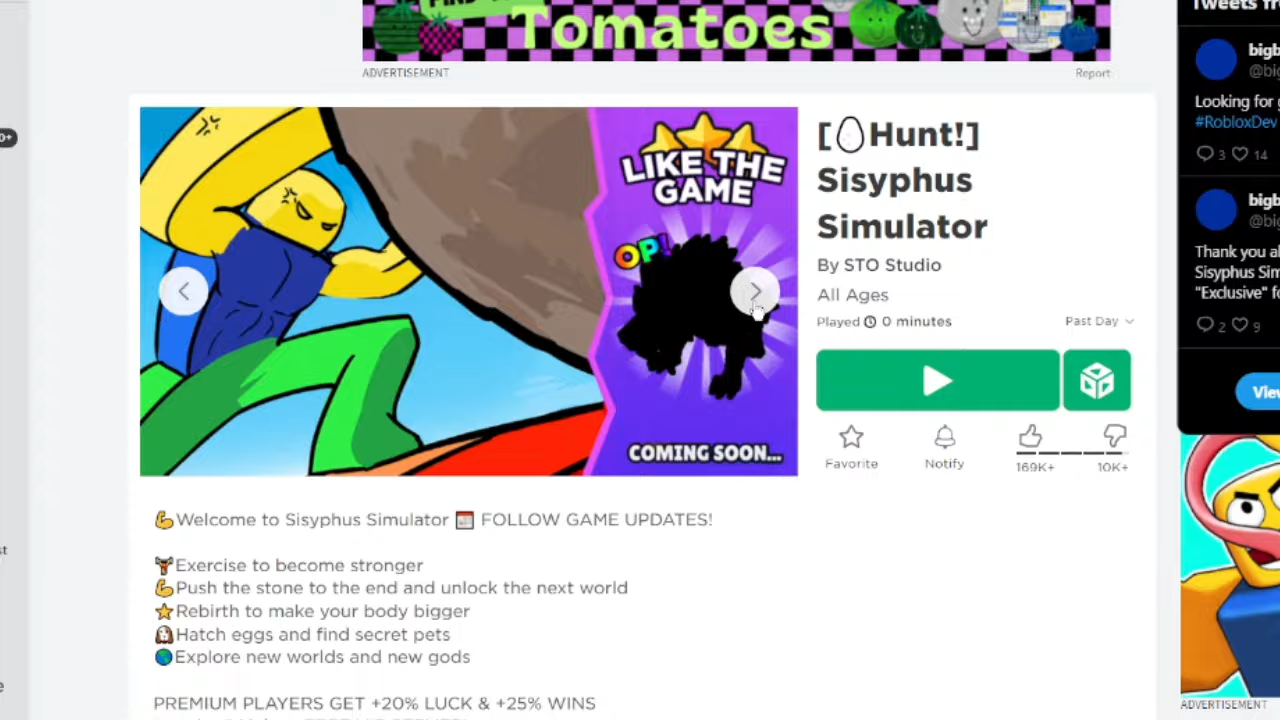 Tomatoes
ADVERTISEMENT
Report
LIKE THE
GAME
OP!
COMING SOON...
[🥚Hunt!]
Sisyphus
Simulator
By STO Studio
All Ages
Played 0 minutes
Past Day
Favorite
Notify
169K+
10K+
💪Welcome to Sisyphus Simulator 📅 FOLLOW GAME UPDATES!
🏋Exercise to become stronger
💪Push the stone to the end and unlock the next world
⭐Rebirth to make your body bigger
Hatch eggs and find secret pets
🌎Explore new worlds and new gods
PREMIUM PLAYERS GET +20% LUCK & +25% WINS
0+
Tweets
Looking for
#RobloxDev
3
14
Thank you
Sisyphus
"Exclusive"
2
9
ADVERTISEMENT